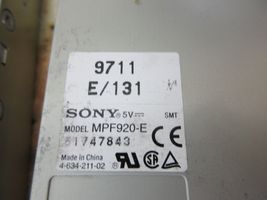 9711
E/131
SONY 5V⎓ SMT
MODEL MPF920-E
51747843
Made in China
4-634-211-02